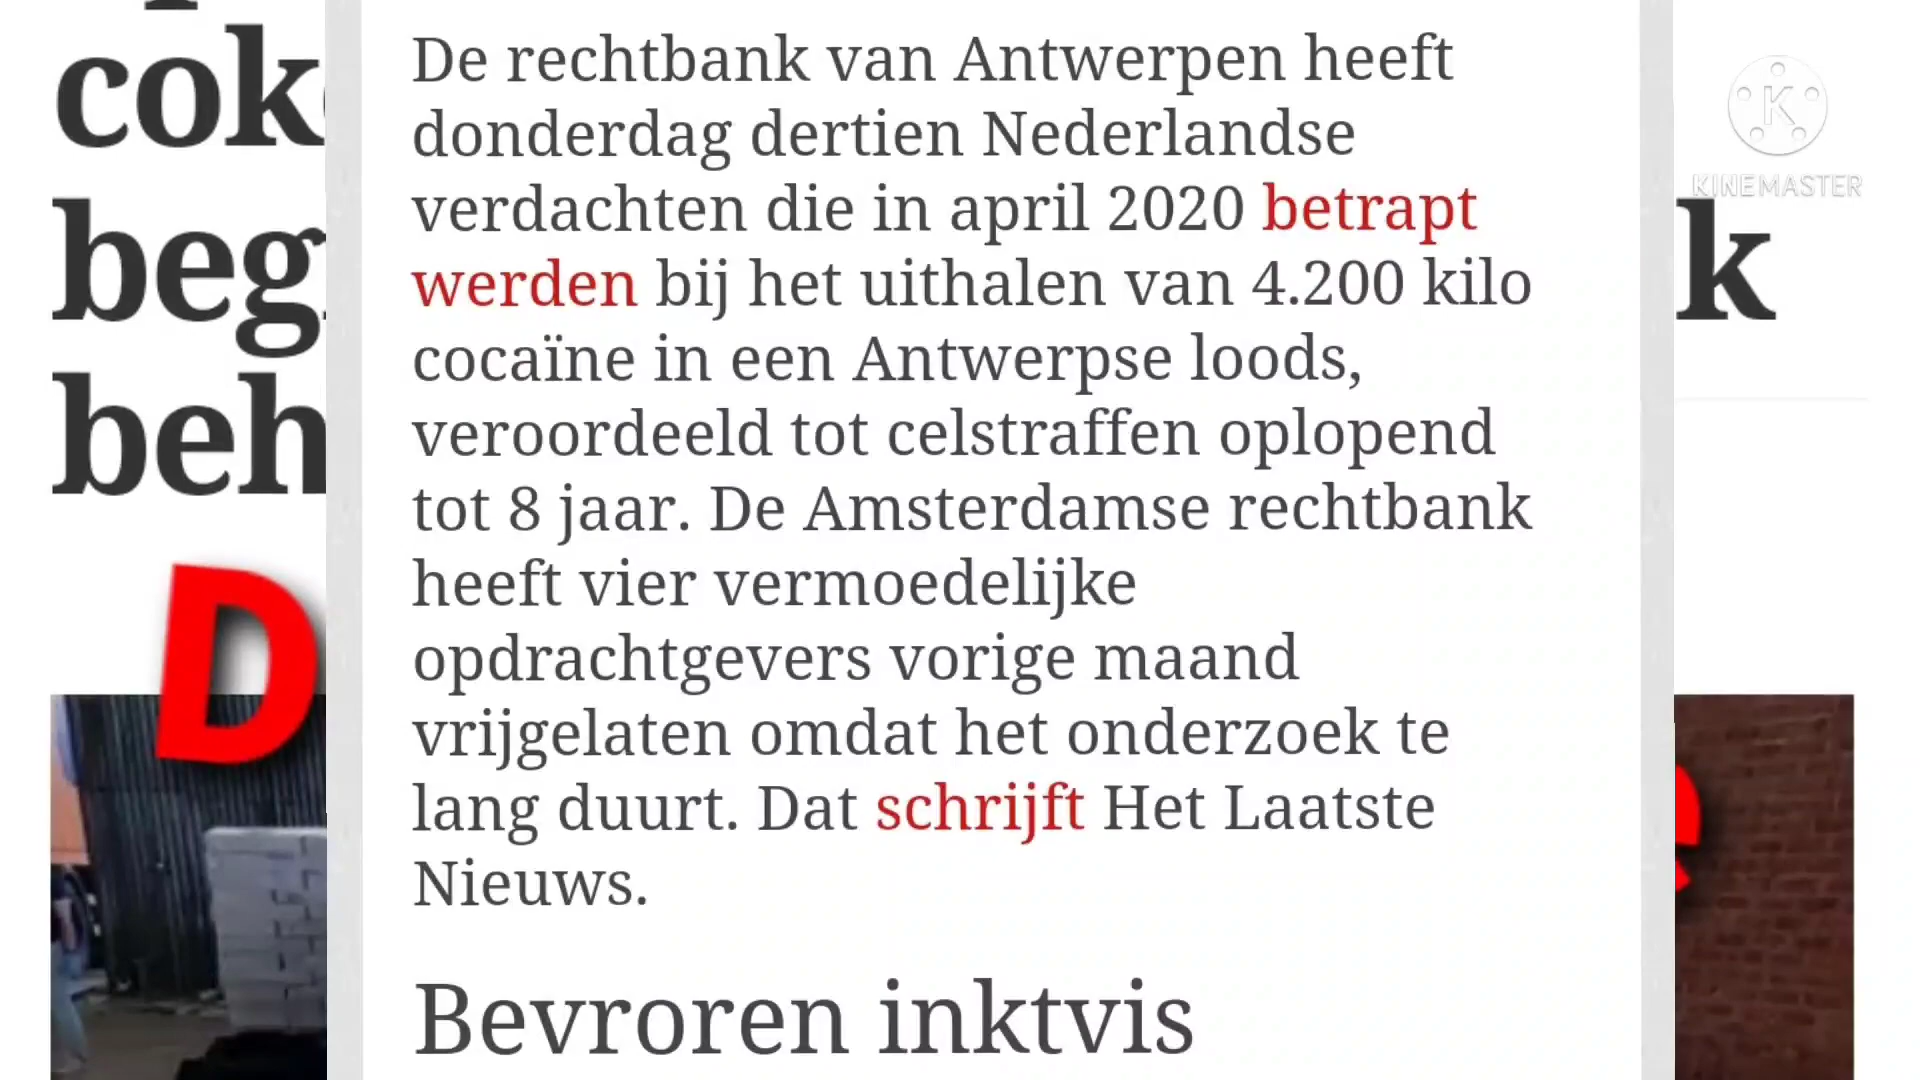 De rechtbank van Antwerpen heeft
donderdag dertien Nederlandse
verdachten die in april 2020 betrapt
werden bij het uithalen van 4.200 kilo
cocaïne in een Antwerpse loods,
veroordeeld tot celstraffen oplopend
tot 8 jaar. De Amsterdamse rechtbank
heeft vier vermoedelijke
opdrachtgevers vorige maand
vrijgelaten omdat het onderzoek te
lang duurt. Dat schrijft Het Laatste
Nieuws.
Bevroren inktvis
K
KINEMASTER